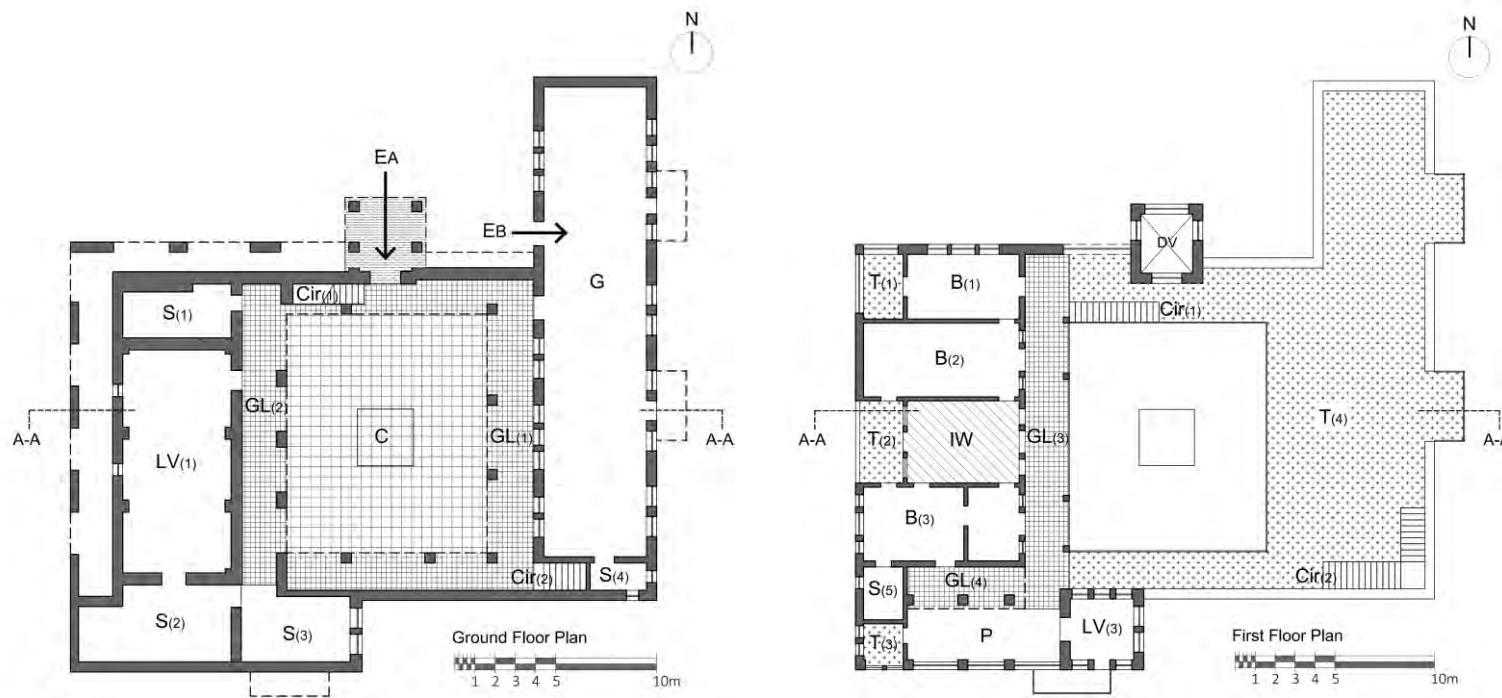 N
EA
EB
G
Cir(1)
S(1)
GL(2)
C
GL(1)
A-A
A-A
LV(1)
Cir(2)
S(4)
S(2)
S(3)
Ground Floor Plan
1 2 3 4 5 10m
N
DV
T(1)
B(1)
Cir(1)
B(2)
A-A
T(2)
IW
GL(3)
T(4)
A-A
B(3)
Cir(2)
S(5)
GL(4)
T(3)
P
LV(3)
First Floor Plan
1 2 3 4 5 10m